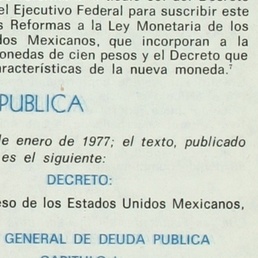 el Ejecutivo Federal para suscribir este
s Reformas a la Ley Monetaria de los
dos Mexicanos, que incorporan a la
onedas de cien pesos y el Decreto que
aracterísticas de la nueva moneda.⁷
PUBLICA
de enero de 1977; el texto, publicado
es el siguiente:
DECRETO:
eso de los Estados Unidos Mexicanos,
GENERAL DE DEUDA PUBLICA